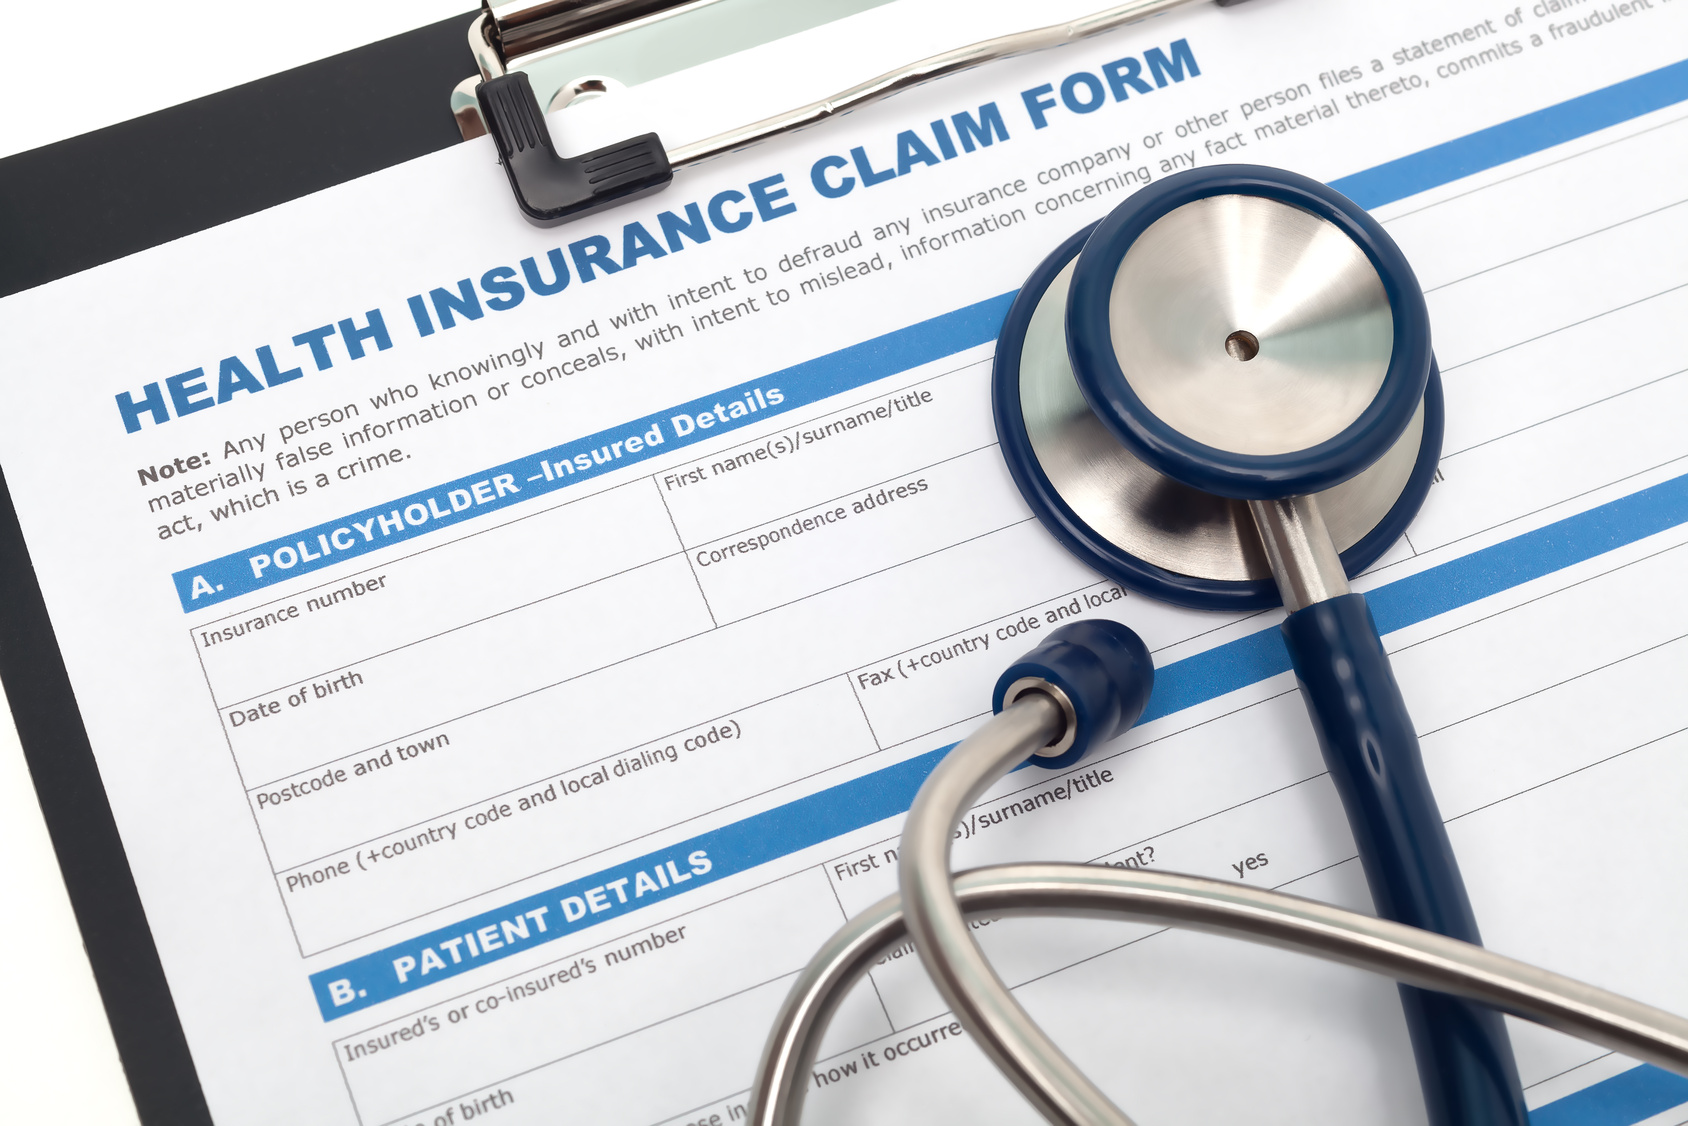 HEALTH INSURANCE CLAIM FORM
Note: Any person who knowingly and with intent to defraud any insurance company or other person files a statement of claim
materially false information or conceals, with intent to mislead, information concerning any fact material thereto, commits a fraudulent
act, which is a crime.
A. POLICYHOLDER –Insured Details
Insurance number
First name(s)/surname/title
Date of birth
Correspondence address
Postcode and town
Phone (+country code and local dialing code)
Fax (+country code and local
B. PATIENT DETAILS
Insured's or co-insured's number
First n s)/surname/title
of birth
yes
how it occurre